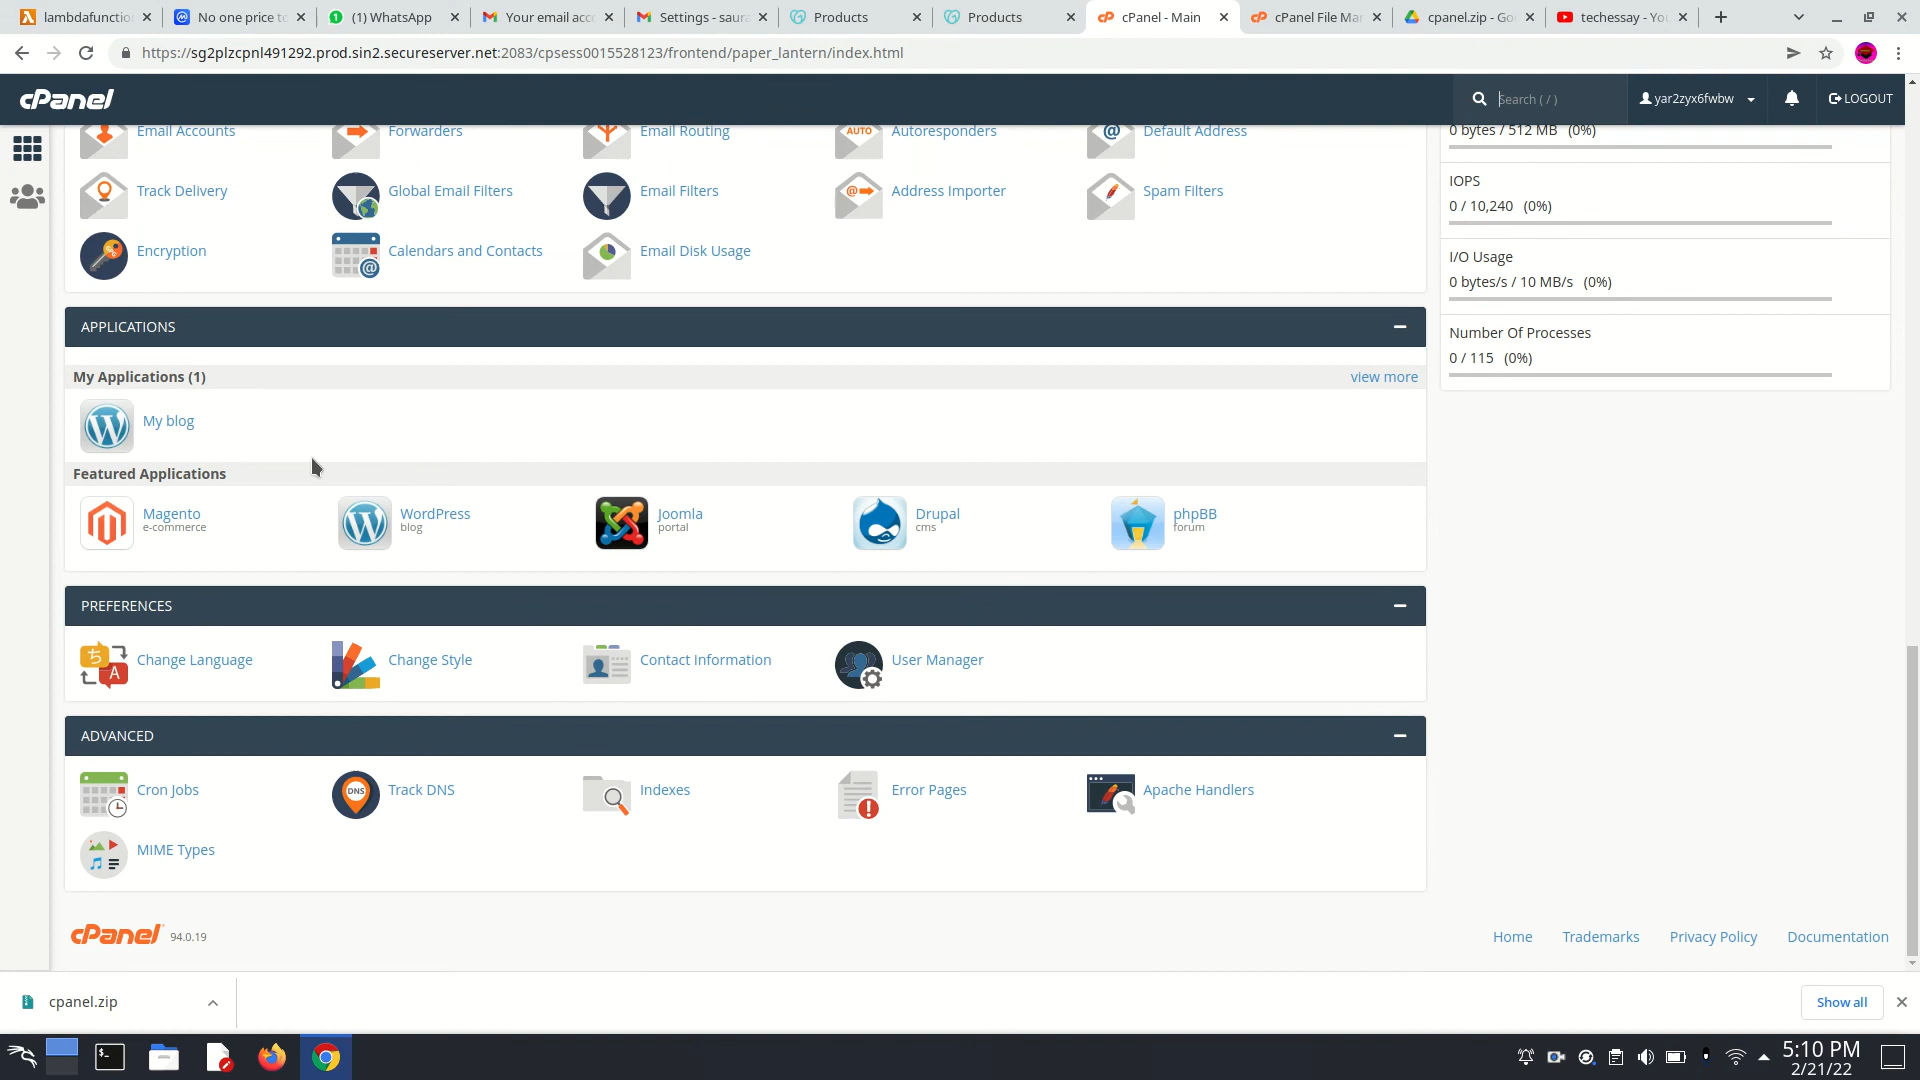 lambdafunction
No one price to
(1) WhatsApp
Your email acc
Settings - saura
Products
Products
cPanel - Main
cPanel File Man
cpanel.zip - Go
techessay - You
https://sg2plzcpnl491292.prod.sin2.secureserver.net:2083/cpsess0015528123/frontend/paper_lantern/index.html
cPanel
Search ( / )
yar2zyx6fwbw
LOGOUT
Email Accounts
Forwarders
Email Routing
AUTO
Autoresponders
Default Address
Track Delivery
Global Email Filters
Email Filters
Address Importer
Spam Filters
Encryption
Calendars and Contacts
Email Disk Usage
0 bytes / 512 MB (0%)
IOPS
0 / 10,240 (0%)
I/O Usage
0 bytes/s / 10 MB/s (0%)
Number Of Processes
0 / 115 (0%)
APPLICATIONS
My Applications (1)
view more
My blog
Featured Applications
Magento
e-commerce
WordPress
blog
Joomla
portal
Drupal
cms
phpBB
forum
PREFERENCES
Change Language
Change Style
Contact Information
User Manager
ADVANCED
Cron Jobs
DNS
Track DNS
Indexes
Error Pages
Apache Handlers
MIME Types
cPanel 94.0.19
Home
Trademarks
Privacy Policy
Documentation
cpanel.zip
Show all
5:10 PM
2/21/22